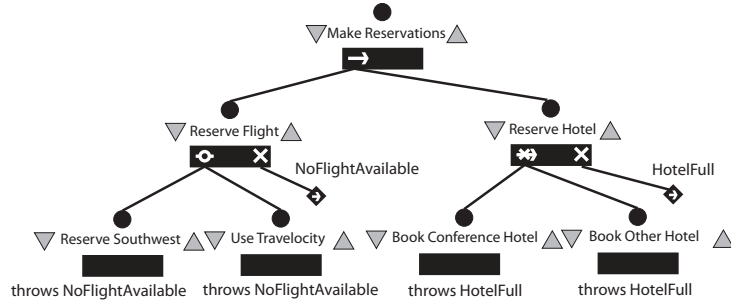 Make Reservations
Reserve Flight
Reserve Hotel
NoFlightAvailable
HotelFull
Reserve Southwest
Use Travelocity
Book Conference Hotel
Book Other Hotel
throws NoFlightAvailable
throws NoFlightAvailable
throws HotelFull
throws HotelFull